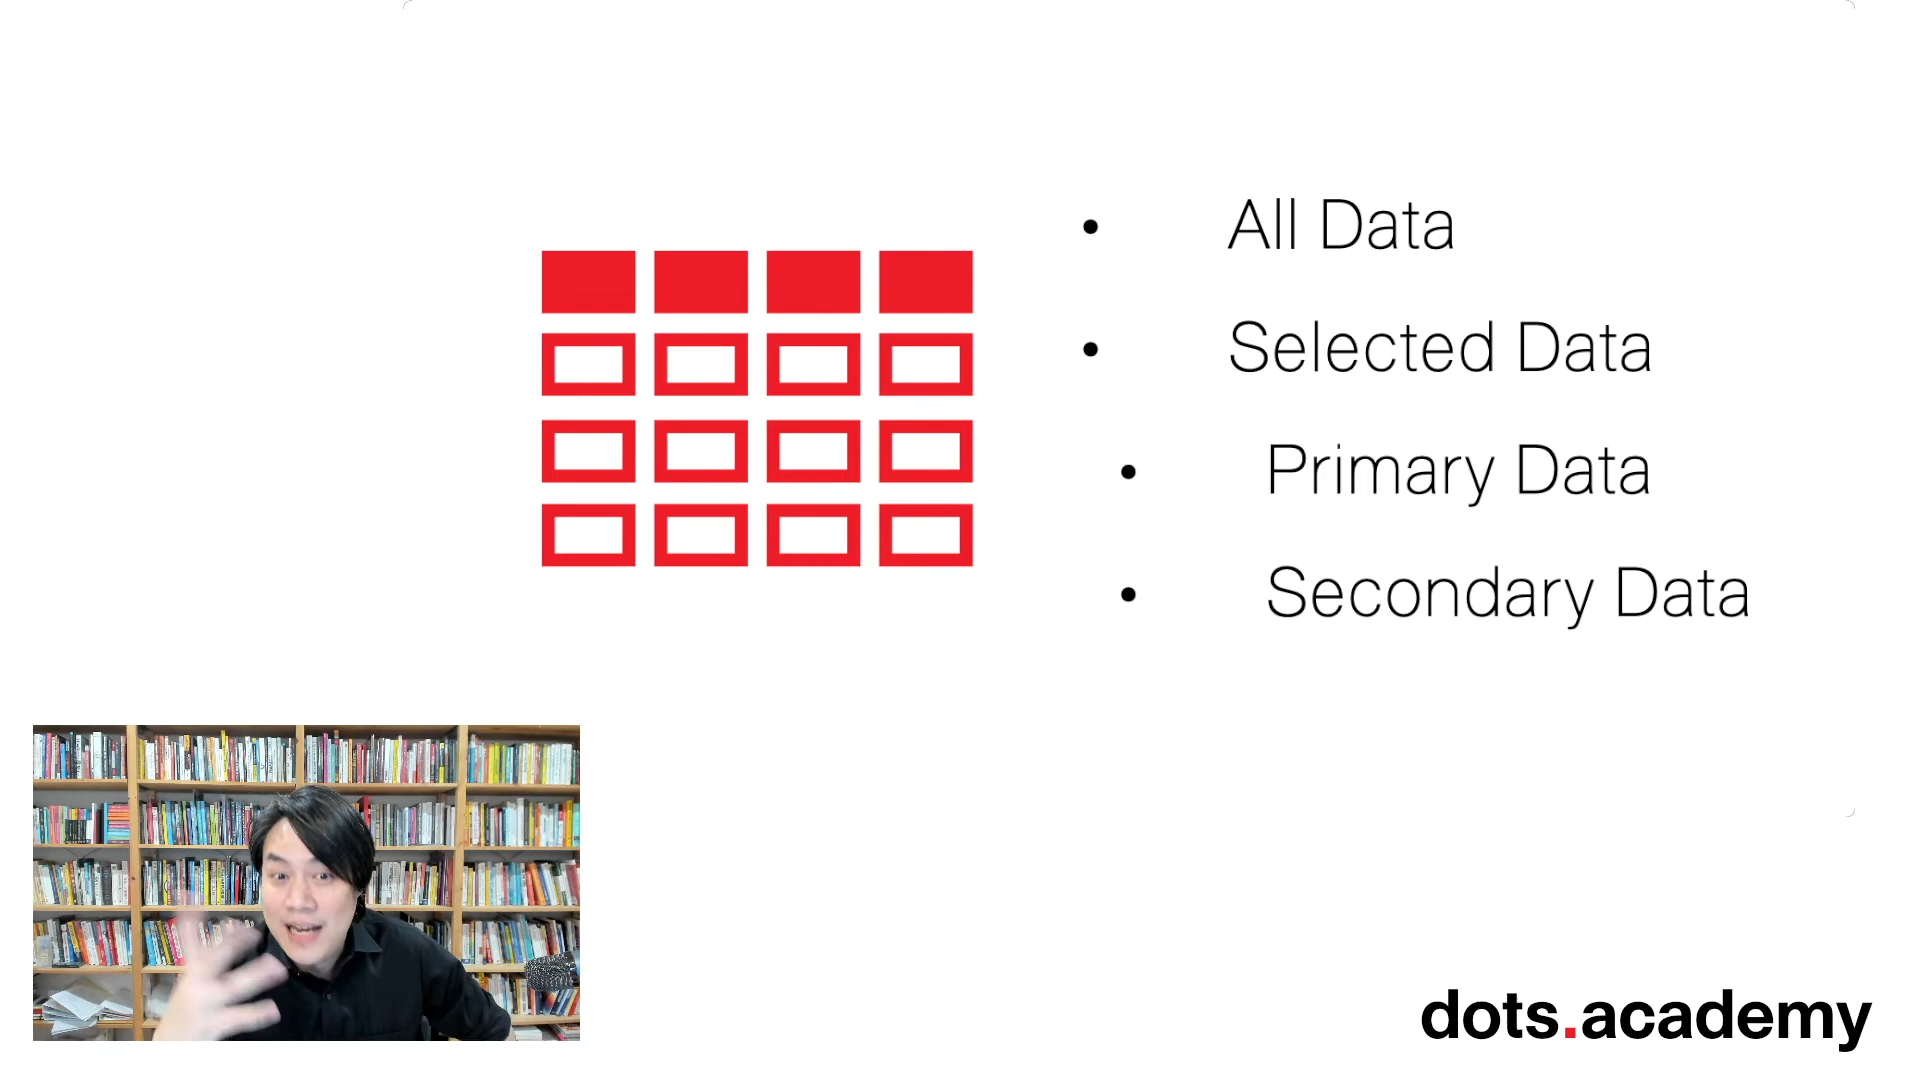 All Data
Selected Data
Primary Data
Secondary Data
dots.academy